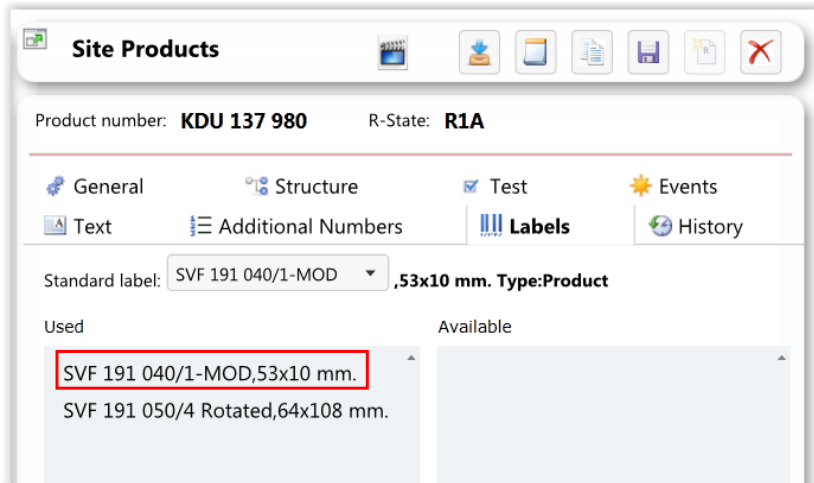 Site Products
Product number: KDU 137 980 R-State: R1A
General Structure Test Events
Text Additional Numbers Labels History
Standard label: SVF 191 040/1-MOD ,53x10 mm. Type:Product
Used Available
SVF 191 040/1-MOD,53x10 mm.
SVF 191 050/4 Rotated,64x108 mm.